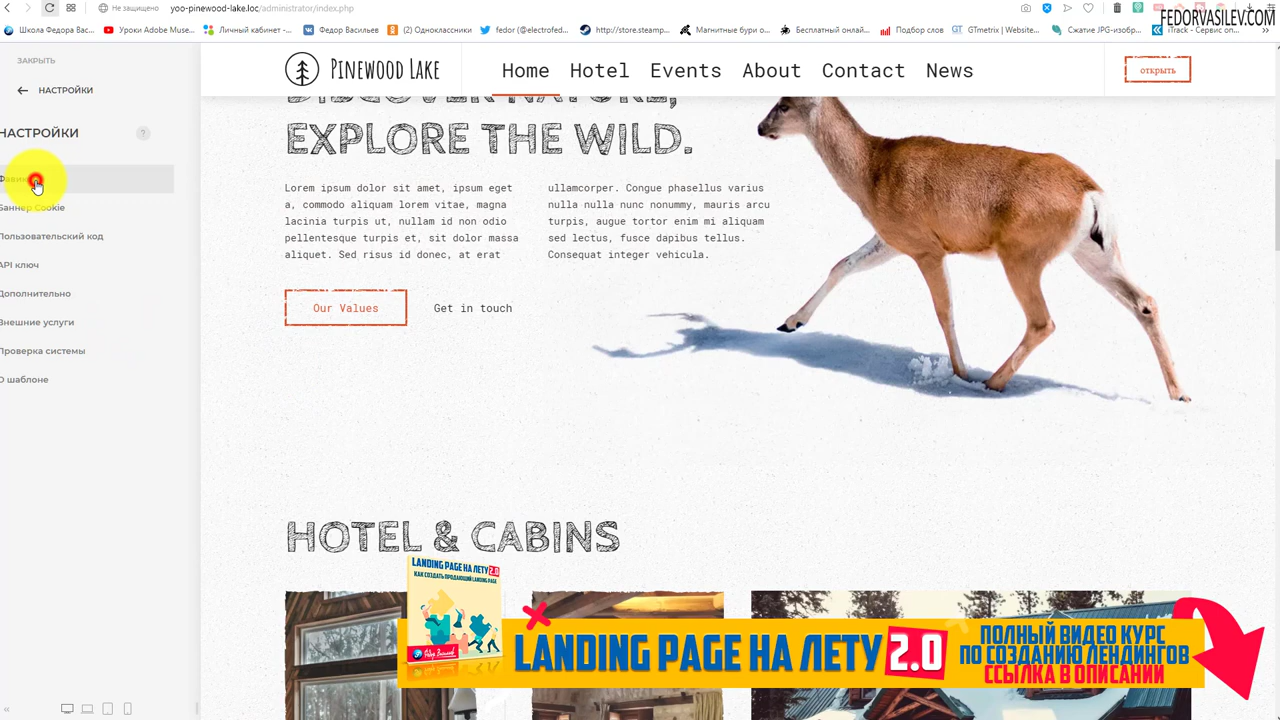 Не защищено
yoo-pinewood-lake.loc/administrator/index.php
FEDORVASILEV.COM
Школа Федора Вас...
Уроки Adobe Muse...
Личный кабинет -...
Федор Васильев
(2) Одноклассники
fedor (@electrofed...
http://store.steamp...
Магнитные бури о...
Бесплатный онлай...
Подбор слов
GTmetrix | Website...
Сжатие JPG-изобр...
iTrack - Сервис оп...
ЗАКРЫТЬ
НАСТРОЙКИ
НАСТРОЙКИ
?
Баннер Cookie
Пользовательский код
API ключ
Дополнительно
Внешние услуги
Проверка системы
О шаблоне
PINEWOOD LAKE
Home
Hotel
Events
About
Contact
News
открыть
DISCOVER NATURE,
EXPLORE THE WILD.
Lorem ipsum dolor sit amet, ipsum eget
a, commodo aliquam lorem vitae, magna
lacinia turpis ut, nullam id non odio
pellentesque turpis et, sit dolor massa
aliquet. Sed risus id donec, at erat
ullamcorper. Congue phasellus varius
nulla nulla nunc nonummy, mauris arcu
turpis, augue tortor enim mi aliquam
sed lectus, fusce dapibus tellus.
Consequat integer vehicula.
Our Values
Get in touch
HOTEL & CABINS
LANDING PAGE НА ЛЕТУ 2.0
КАК СОЗДАТЬ ПРОДАЮЩИЙ LANDING PAGE
Федор Васильев
LANDING PAGE НА ЛЕТУ 2.0
ПОЛНЫЙ ВИДЕО КУРС
ПО СОЗДАНИЮ ЛЕНДИНГОВ
ССЫЛКА В ОПИСАНИИ